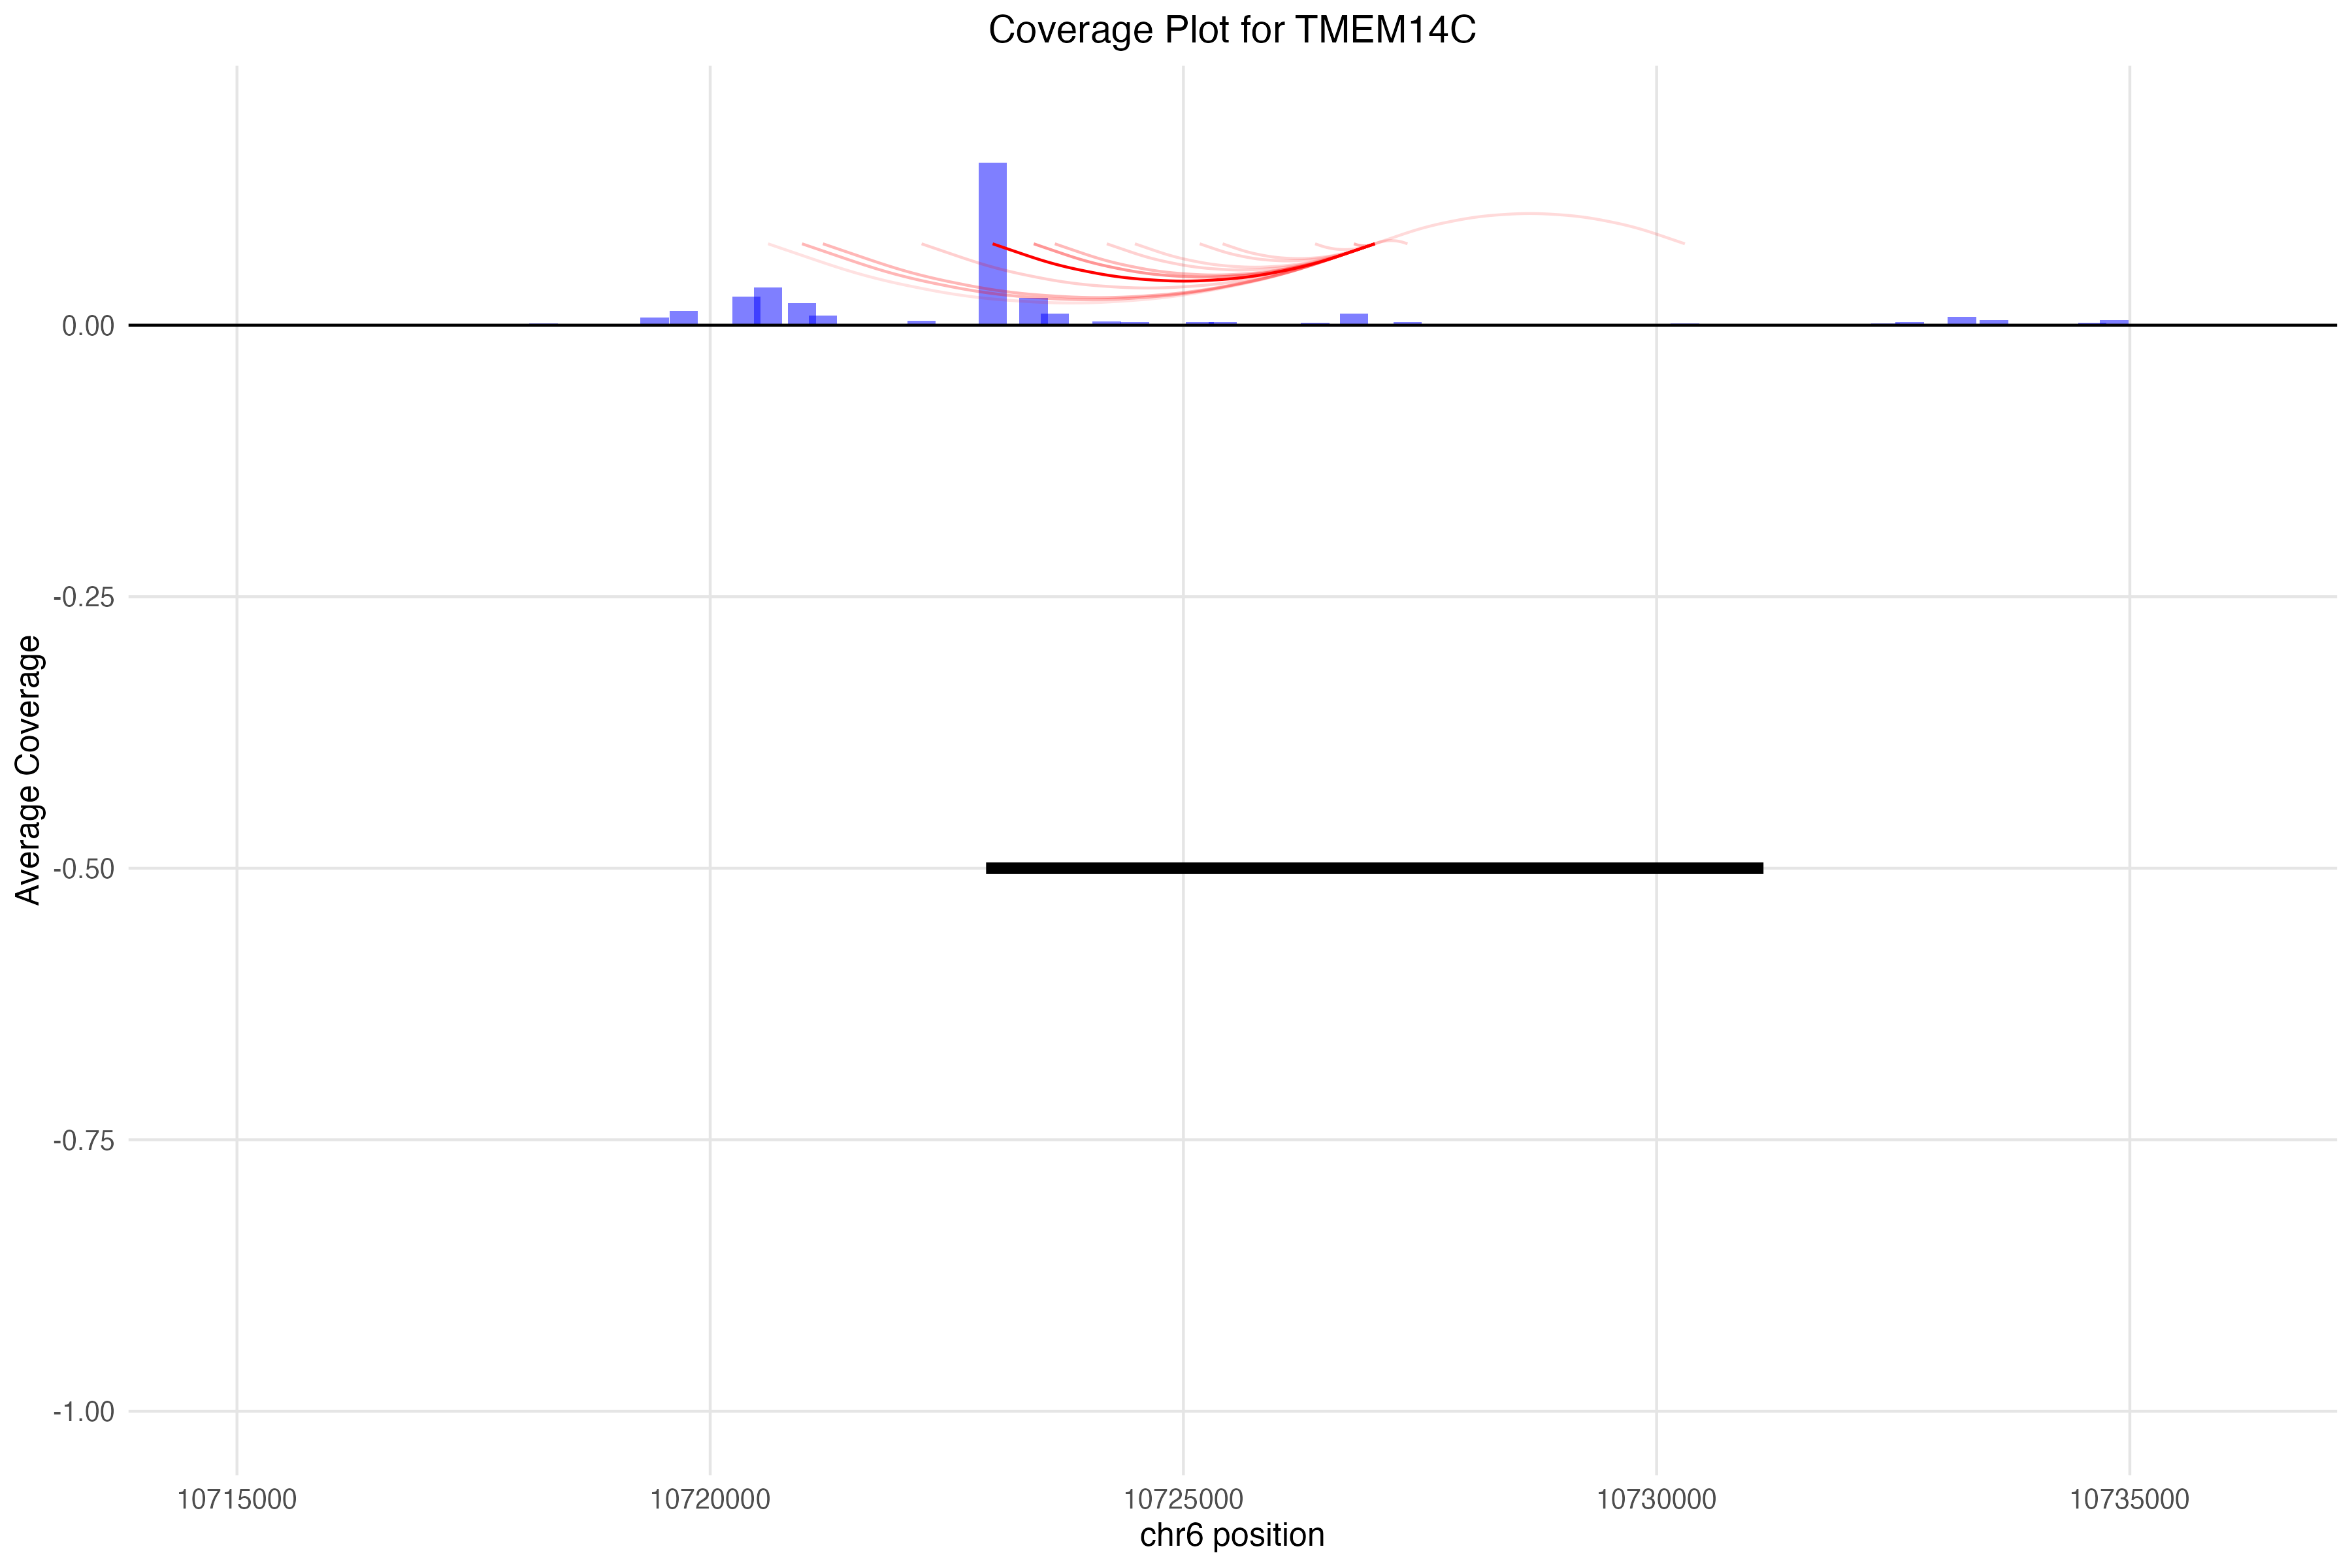 Coverage Plot for TMEM14C
Average Coverage
0.00
-0.25
-0.50
-0.75
-1.00
10715000 10720000 10725000 10730000 10735000
chr6 position